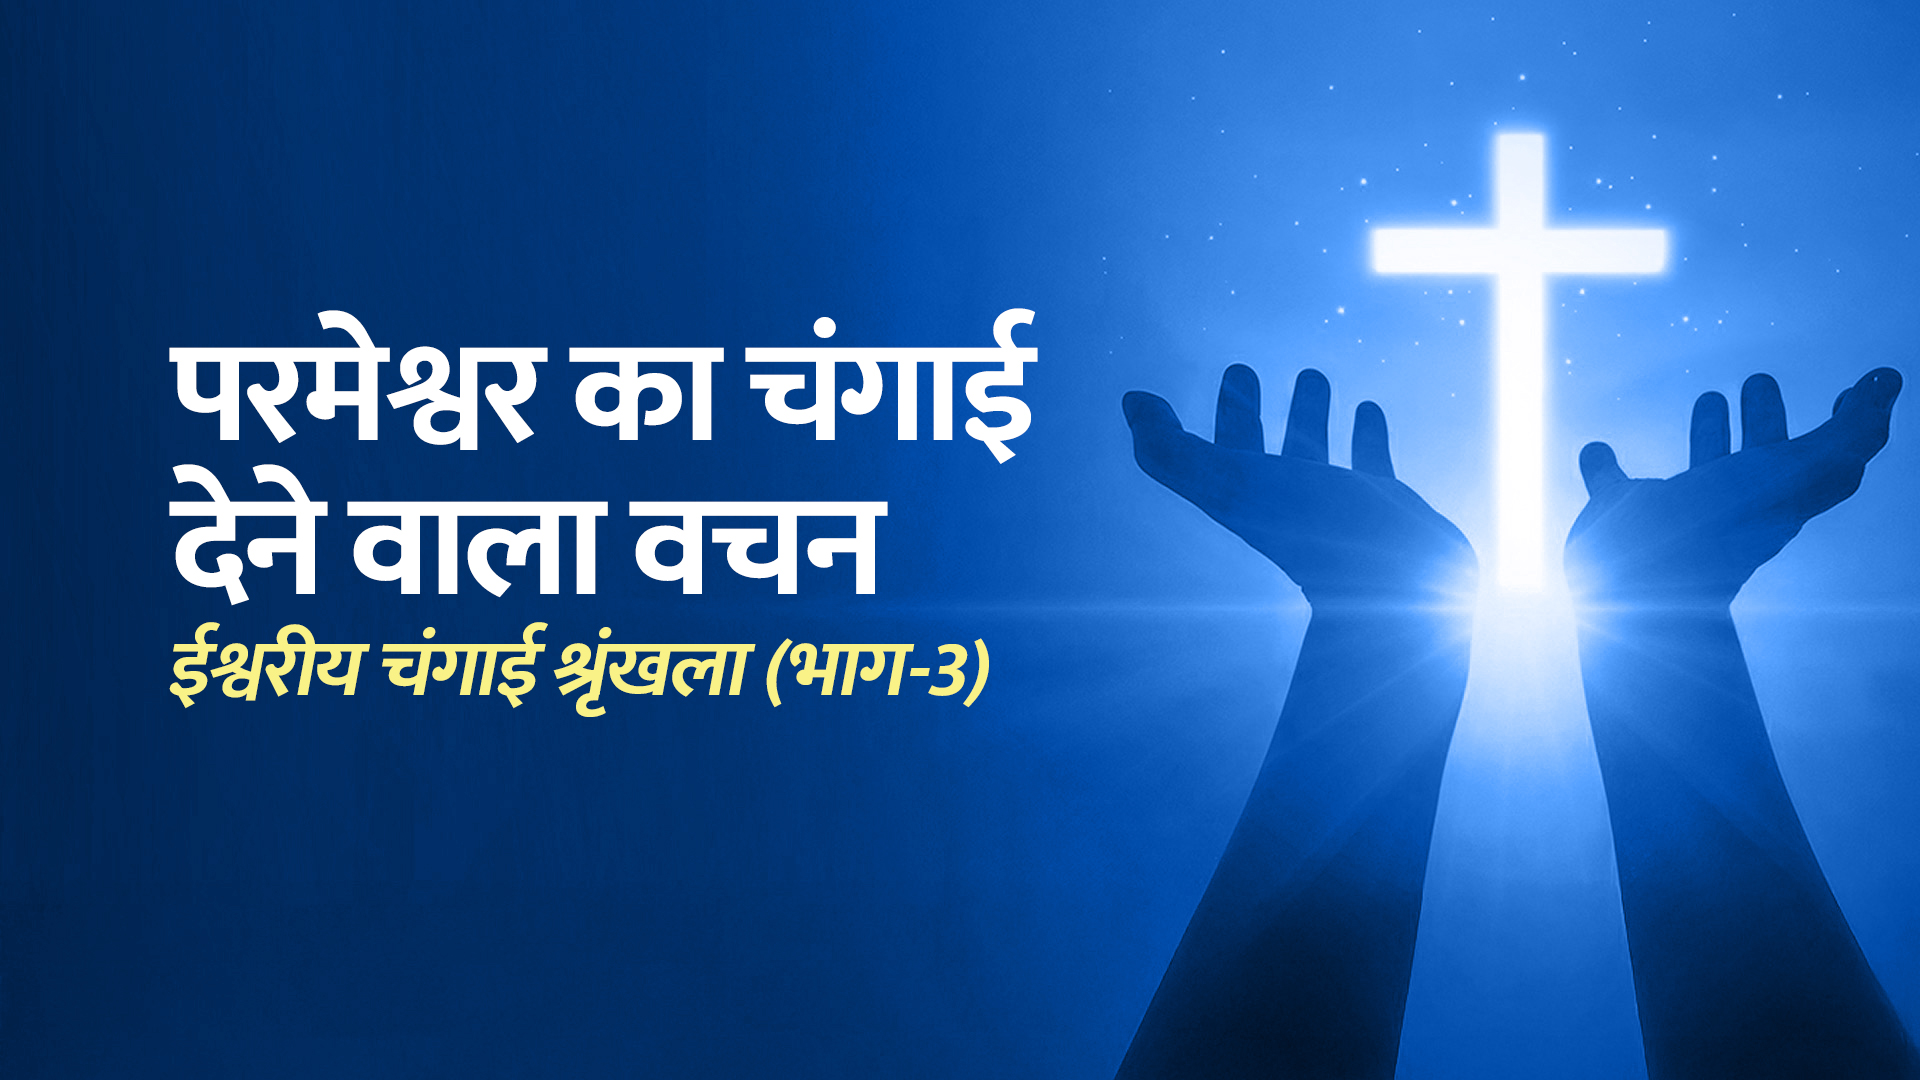 परमेश्वर का चंगाई
देने वाला वचन
ईश्वरीय चंगाई श्रृंखला (भाग-3)